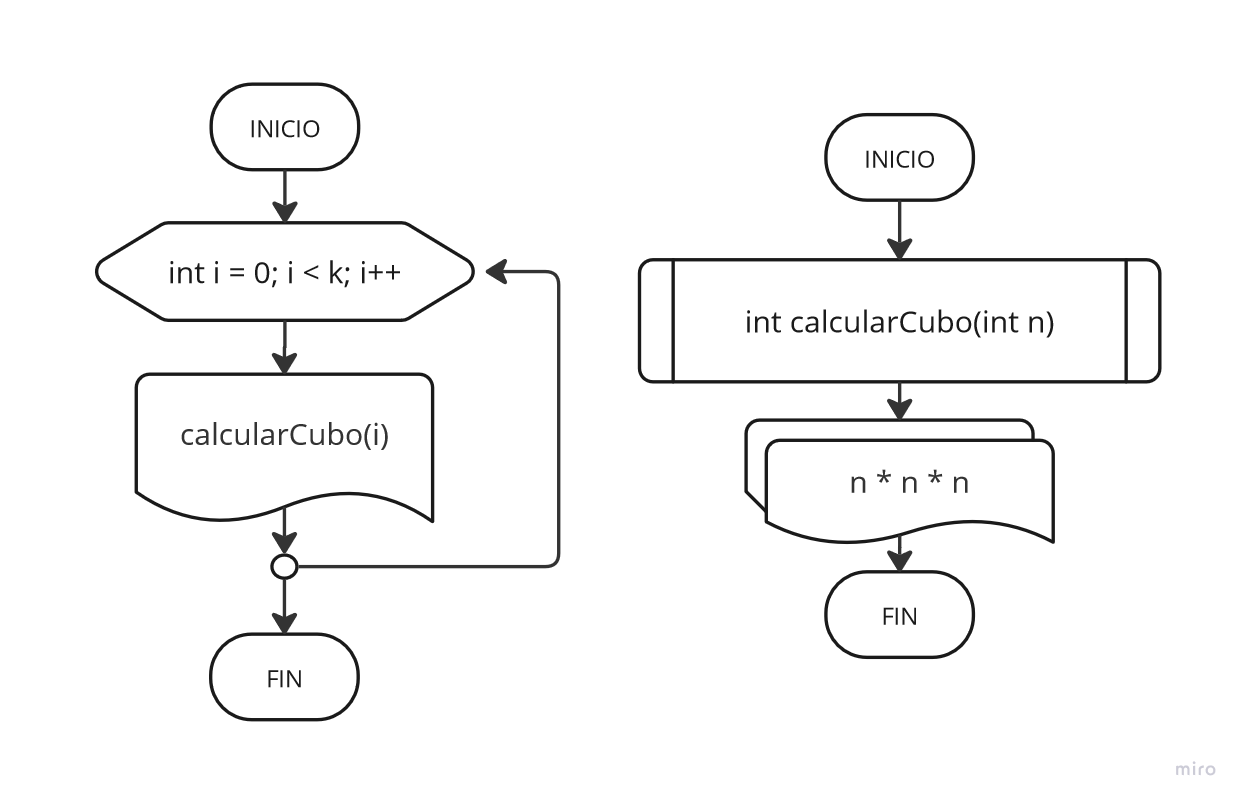 INICIO
int i = 0; i < k; i++
calcularCubo(i)
FIN
INICIO
int calcularCubo(int n)
n * n * n
FIN
miro